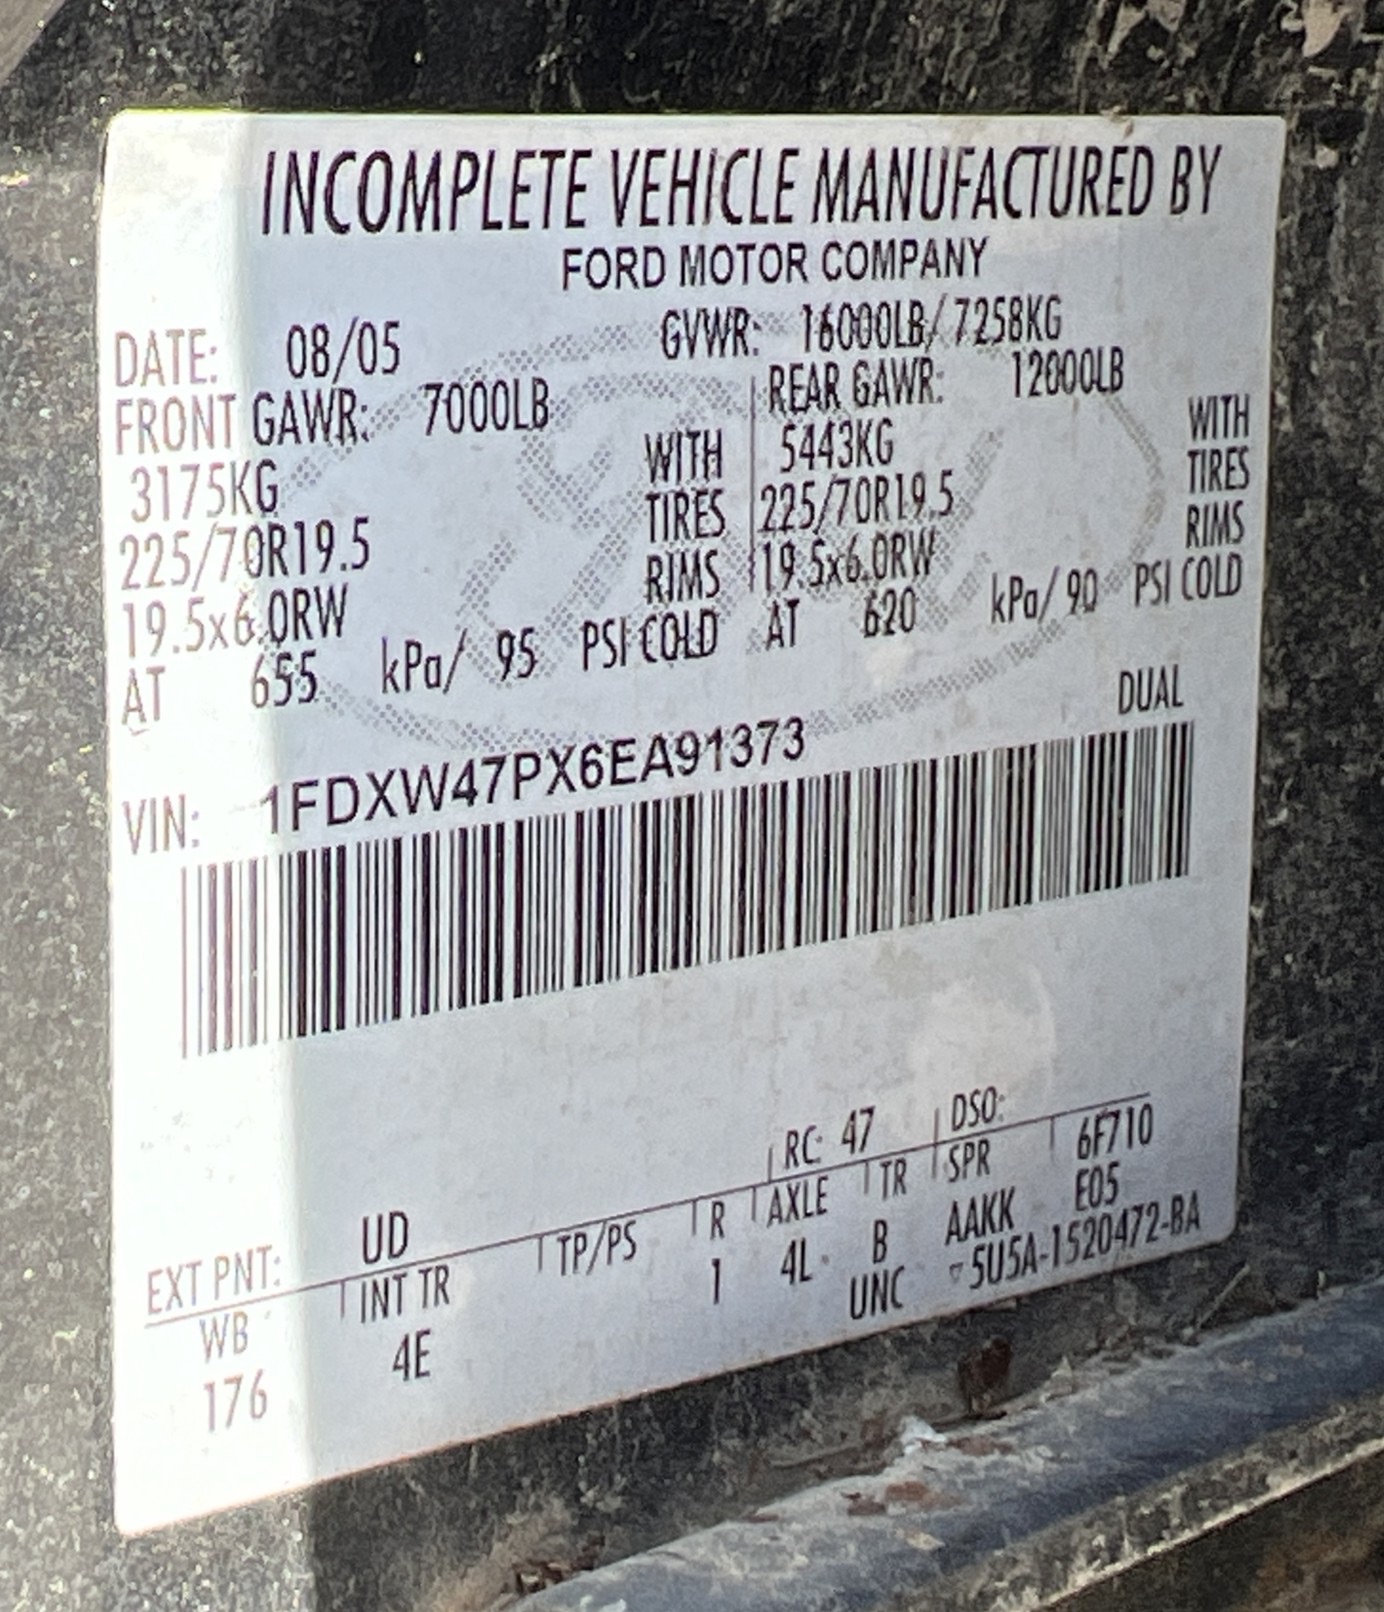 INCOMPLETE VEHICLE MANUFACTURED BY
FORD MOTOR COMPANY
DATE: 08/05 GVWR: 16000LB/7258KG
FRONT GAWR: 7000LB REAR GAWR: 12000LB
3175KG WITH 5443KG WITH
225/70R19.5 TIRES 225/70R19.5 TIRES
19.5x6.0RW RIMS 19.5x6.0RW RIMS
AT 655 kPa/ 95 PSI COLD AT 620 kPa/ 90 PSI COLD
DUAL
VIN: 1FDXW47PX6EA91373
EXT PNT: UD RC: 47 DSO:
WB INT TR TP/PS R AXLE TR SPR 6F710
176 4E 1 4L B AAKK E05
UNC ▽5U5A-1520472-BA